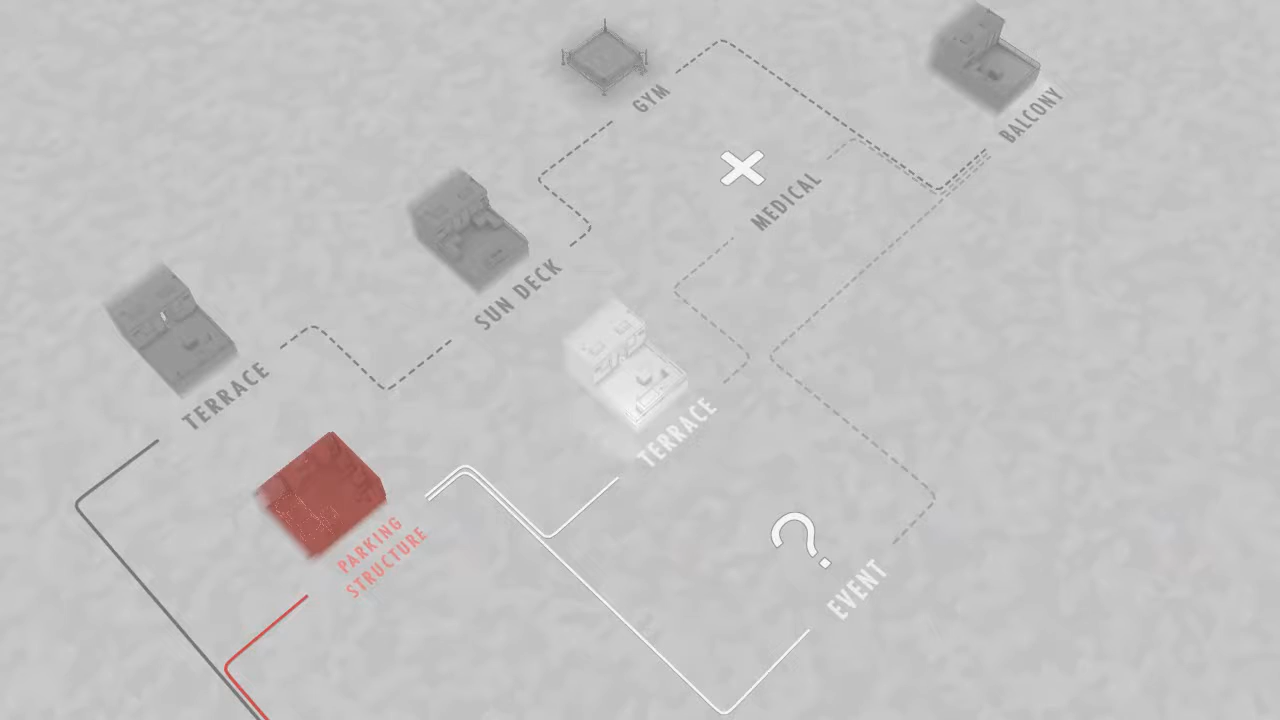 GYM
BALCONY
MEDICAL
SUN DECK
TERRACE
TERRACE
PARKING
STRUCTURE
?
EVENT